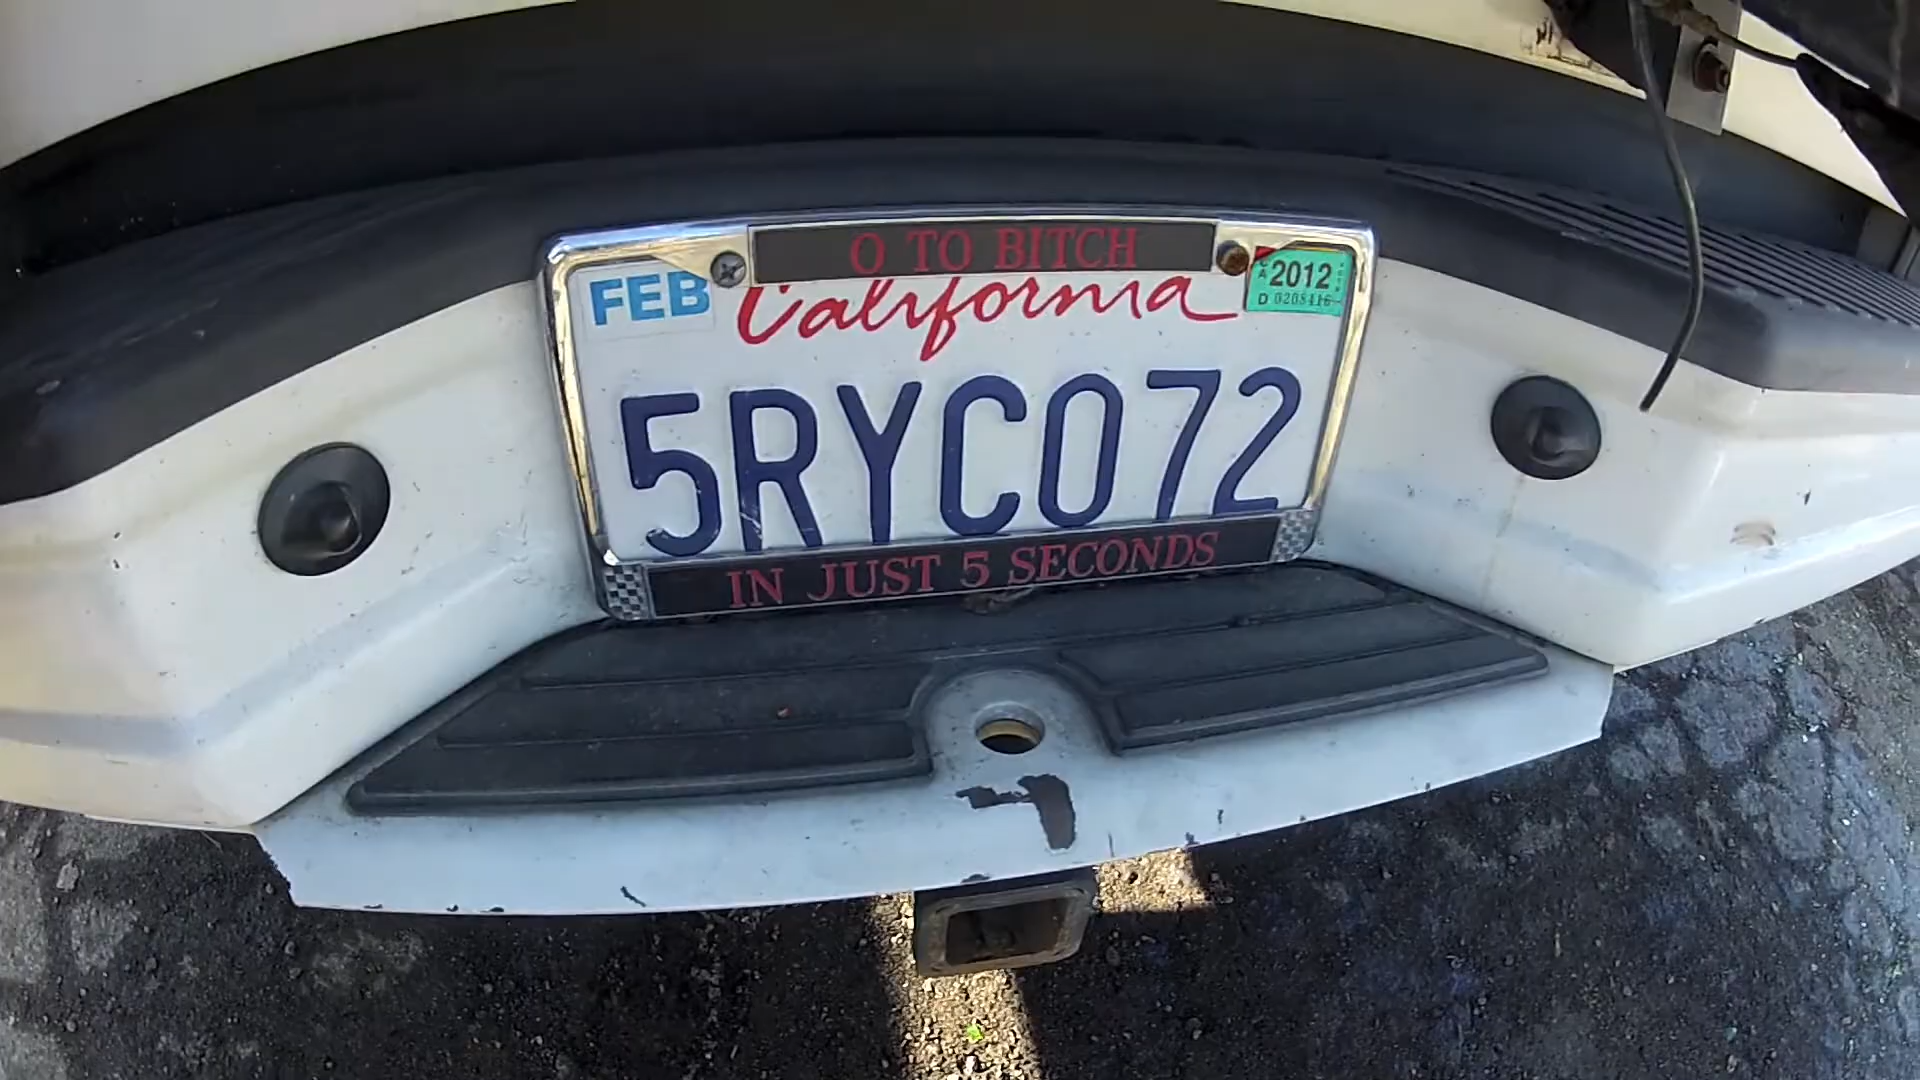 0 TO BITCH
FEB
California
2012
5RYC072
IN JUST 5 SECONDS